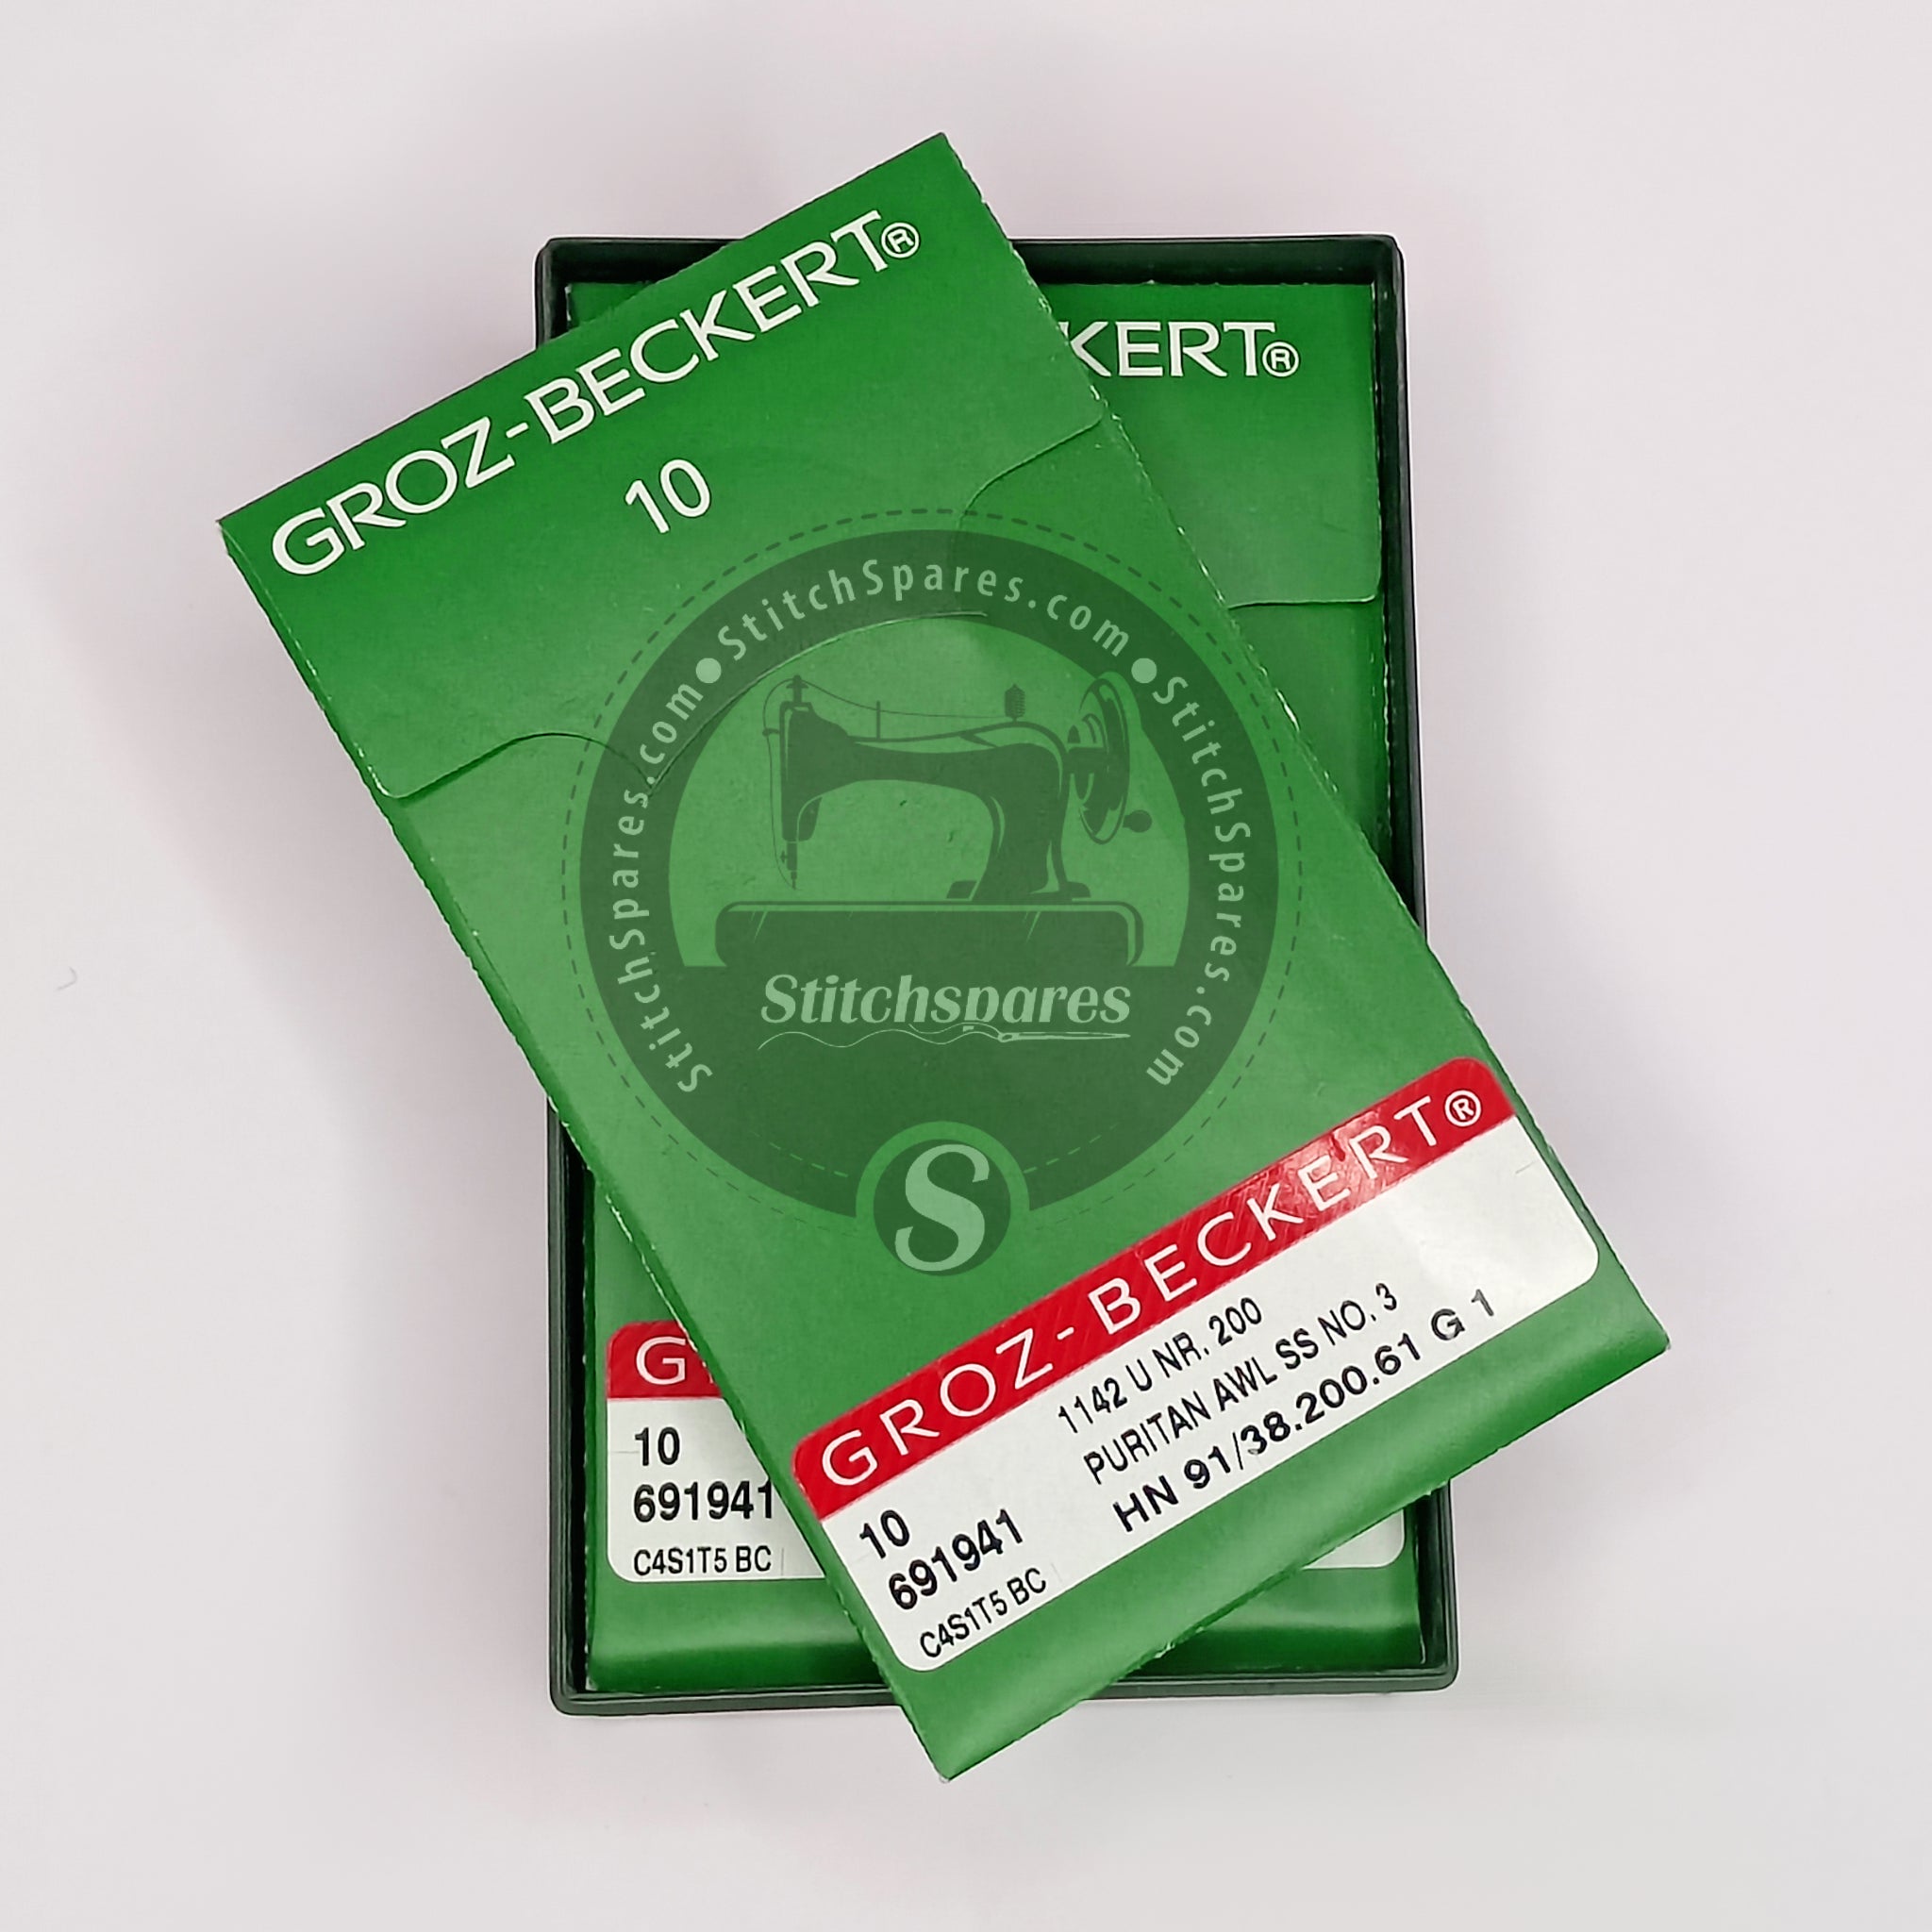 GROZ-BECKERT®
10
KERT®
StitchSpares.com StitchSpares.com StitchSpares.com
Stitchspares
S
GROZ-BECKERT®
1142 U NR. 200
PURITAN AWL SS NO. 3
HN 91/38.200.61 G 1
10
691941
C4S1T5 BC
G
10
691941
C4S1T5 BC